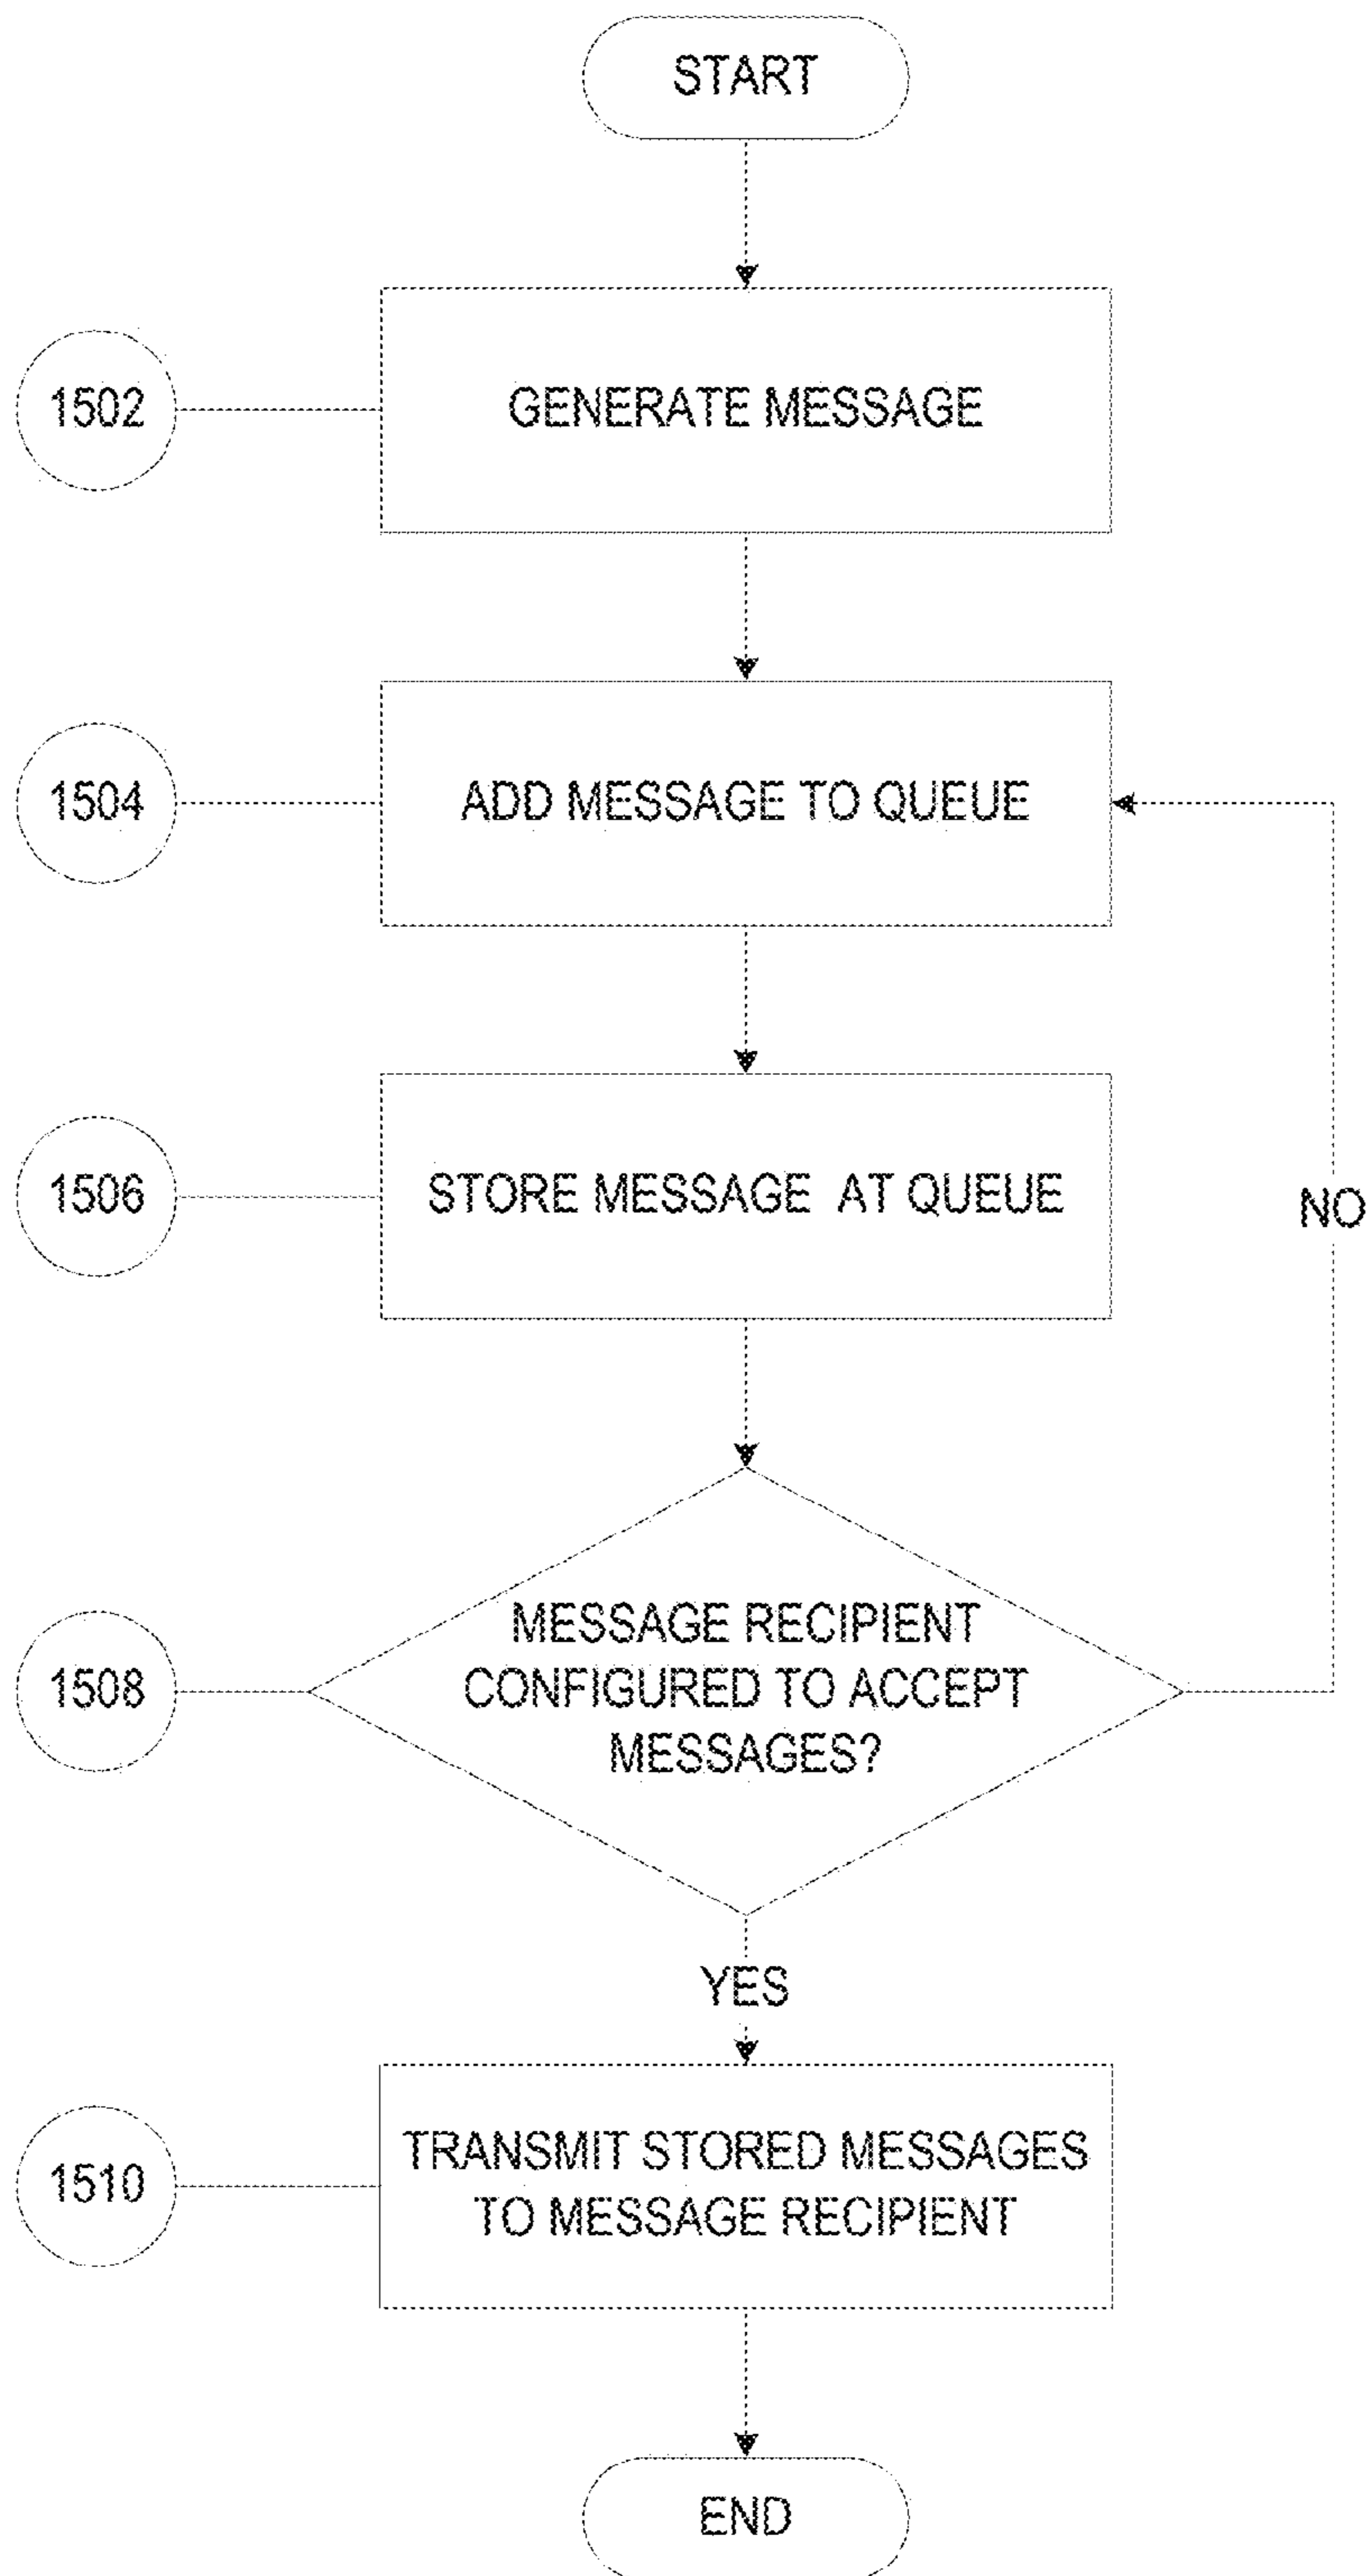 START
1502
GENERATE MESSAGE
1504
ADD MESSAGE TO QUEUE
1506
STORE MESSAGE AT QUEUE
NO
1508
MESSAGE RECIPIENT
CONFIGURED TO ACCEPT
MESSAGES?
YES
1510
TRANSMIT STORED MESSAGES
TO MESSAGE RECIPIENT
END